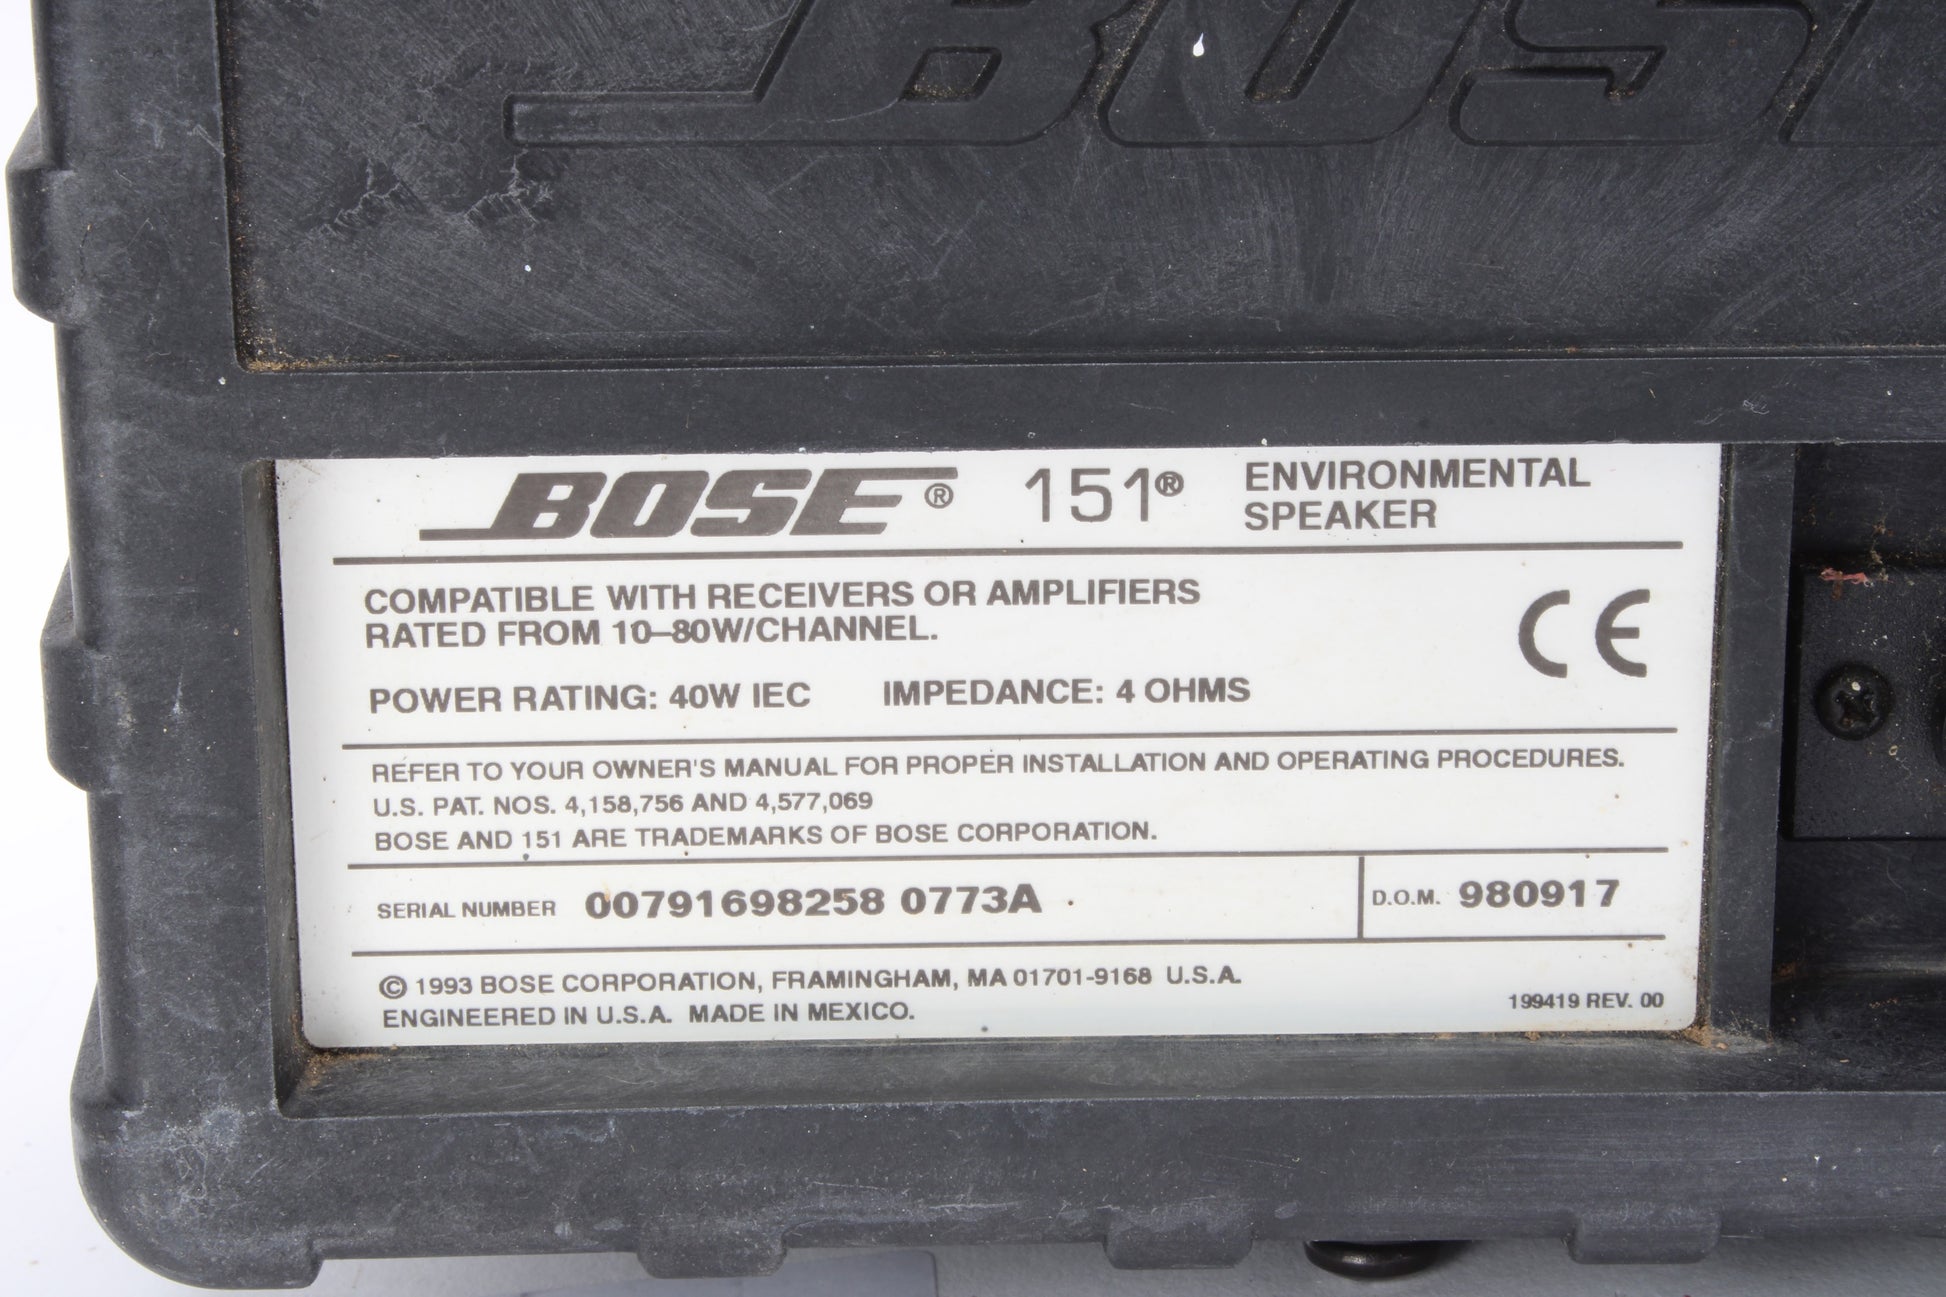 BOSE
BOSE® 151® ENVIRONMENTAL
SPEAKER
COMPATIBLE WITH RECEIVERS OR AMPLIFIERS
RATED FROM 10–80W/CHANNEL.
CE
POWER RATING: 40W IEC IMPEDANCE: 4 OHMS
REFER TO YOUR OWNER'S MANUAL FOR PROPER INSTALLATION AND OPERATING PROCEDURES.
U.S. PAT. NOS. 4,158,756 AND 4,577,069
BOSE AND 151 ARE TRADEMARKS OF BOSE CORPORATION.
SERIAL NUMBER 00791698258 0773A D.O.M. 980917
© 1993 BOSE CORPORATION, FRAMINGHAM, MA 01701-9168 U.S.A.
ENGINEERED IN U.S.A. MADE IN MEXICO.
199419 REV. 00